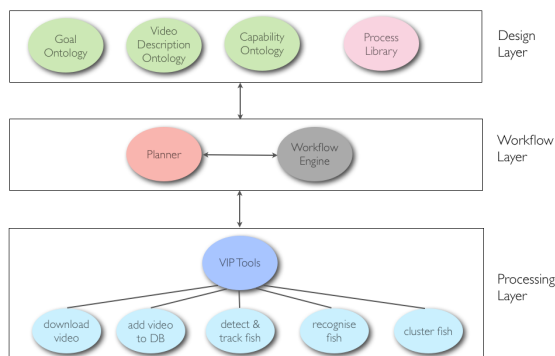 Goal
Ontology
Video
Description
Ontology
Capability
Ontology
Process
Library
Design
Layer
Planner
Workflow
Engine
Workflow
Layer
VIP Tools
download
video
add video
to DB
detect &
track fish
recognise
fish
cluster fish
Processing
Layer